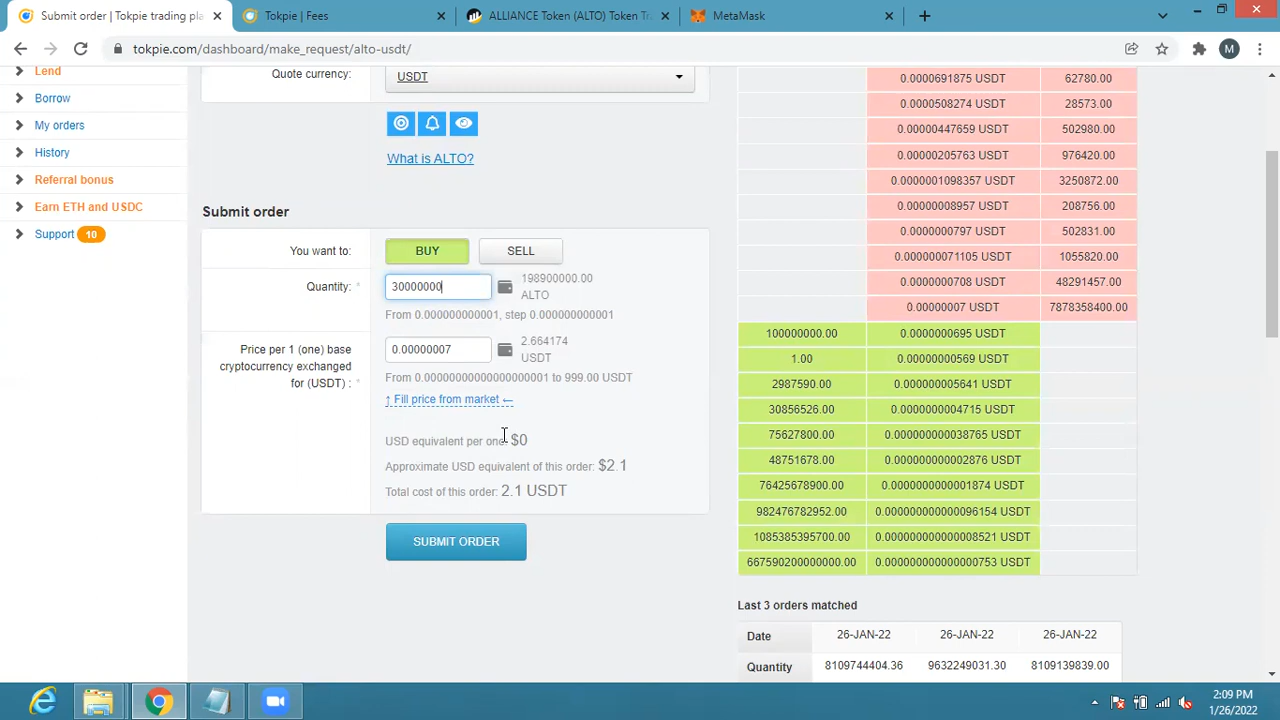 Submit order | Tokpie trading pla
Tokpie | Fees
ALLIANCE Token (ALTO) Token Tr
MetaMask
tokpie.com/dashboard/make_request/alto-usdt/
M
Lend
Borrow
My orders
History
Referral bonus
Earn ETH and USDC
Support 10
Quote currency: USDT
What is ALTO?
Submit order
You want to: BUY SELL
Quantity: * 30000000 198900000.00
ALTO
From 0.000000000001, step 0.000000000001
Price per 1 (one) base
cryptocurrency exchanged
for (USDT) : *
0.00000007 2.664174
USDT
From 0.00000000000000000001 to 999.00 USDT
↑ Fill price from market ←
USD equivalent per one: $0
Approximate USD equivalent of this order: $2.1
Total cost of this order: 2.1 USDT
SUBMIT ORDER
0.0000691875 USDT 62780.00
0.0000508274 USDT 28573.00
0.00000447659 USDT 502980.00
0.00000205763 USDT 976420.00
0.0000001098357 USDT 3250872.00
0.00000008957 USDT 208756.00
0.000000797 USDT 502831.00
0.000000071105 USDT 1055820.00
0.0000000708 USDT 48291457.00
0.00000007 USDT 7878358400.00
100000000.00 0.0000000695 USDT
1.00 0.0000000569 USDT
2987590.00 0.000000005641 USDT
30856526.00 0.000000004715 USDT
75627800.00 0.000000000038765 USDT
48751678.00 0.0000000000002876 USDT
76425678900.00 0.0000000000001874 USDT
982476782952.00 0.000000000000096154 USDT
1085385395700.00 0.000000000000008521 USDT
667590200000000.00 0.000000000000000753 USDT
Last 3 orders matched
Date 26-JAN-22 26-JAN-22 26-JAN-22
Quantity 8109744404.36 9632249031.30 8109139839.00
2:09 PM
1/26/2022